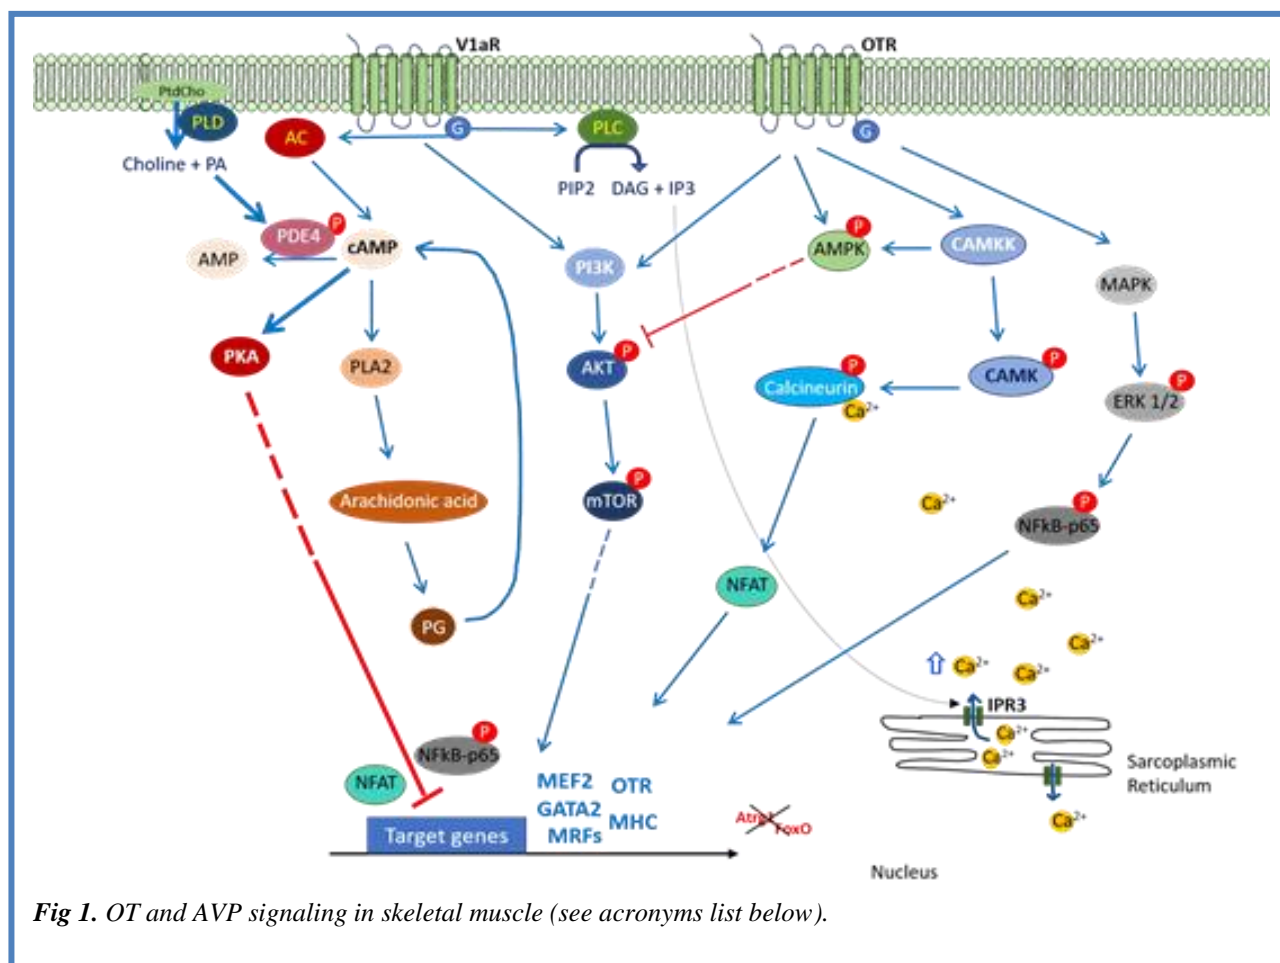 V1aR
OTR
PtdCho
PLD
AC
G
PLC
G
Choline + PA
PIP2
DAG + IP3
P
PDE4
cAMP
AMP
PI3K
P
AMPK
CAMKK
MAPK
PKA
PLA2
P
AKT
P
Calcineurin
Ca2+
P
CAMK
P
ERK 1/2
Arachidonic acid
P
mTOR
Ca2+
P
NFkB-p65
NFAT
Ca2+
PG
Ca2+
Ca2+
Ca2+
IPR3
Ca2+
Ca2+
P
NFkB-p65
NFAT
Sarcoplasmic
Reticulum
MEF2
OTR
GATA2
MHC
MRFs
Target genes
FoxO
Ca2+
Nucleus
Fig 1. OT and AVP signaling in skeletal muscle (see acronyms list below).